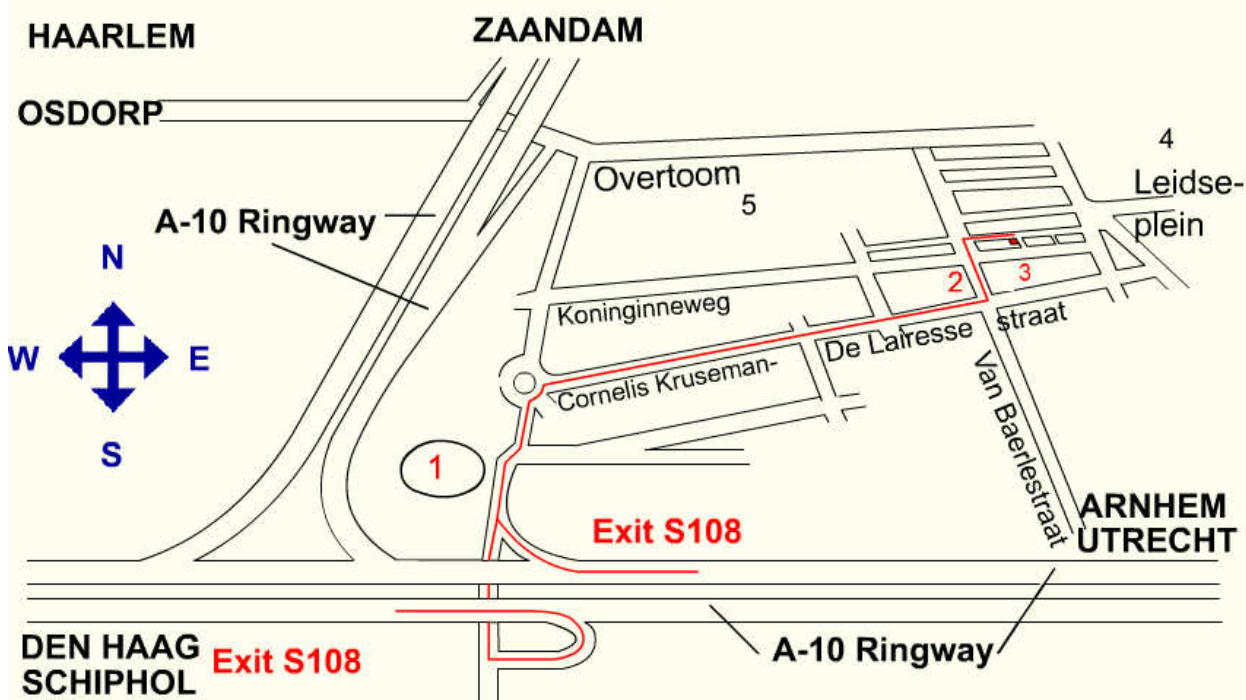 HAARLEM
ZAANDAM
OSDORP
4
Overtoom
5
Leidse-
plein
A-10 Ringway
N
W
E
S
2
3
Koninginneweg
De Lairesse straat
Cornelis Kruseman-
Van Baerlestraat
1
ARNHEM
UTRECHT
Exit S108
DEN HAAG
SCHIPHOL
Exit S108
A-10 Ringway